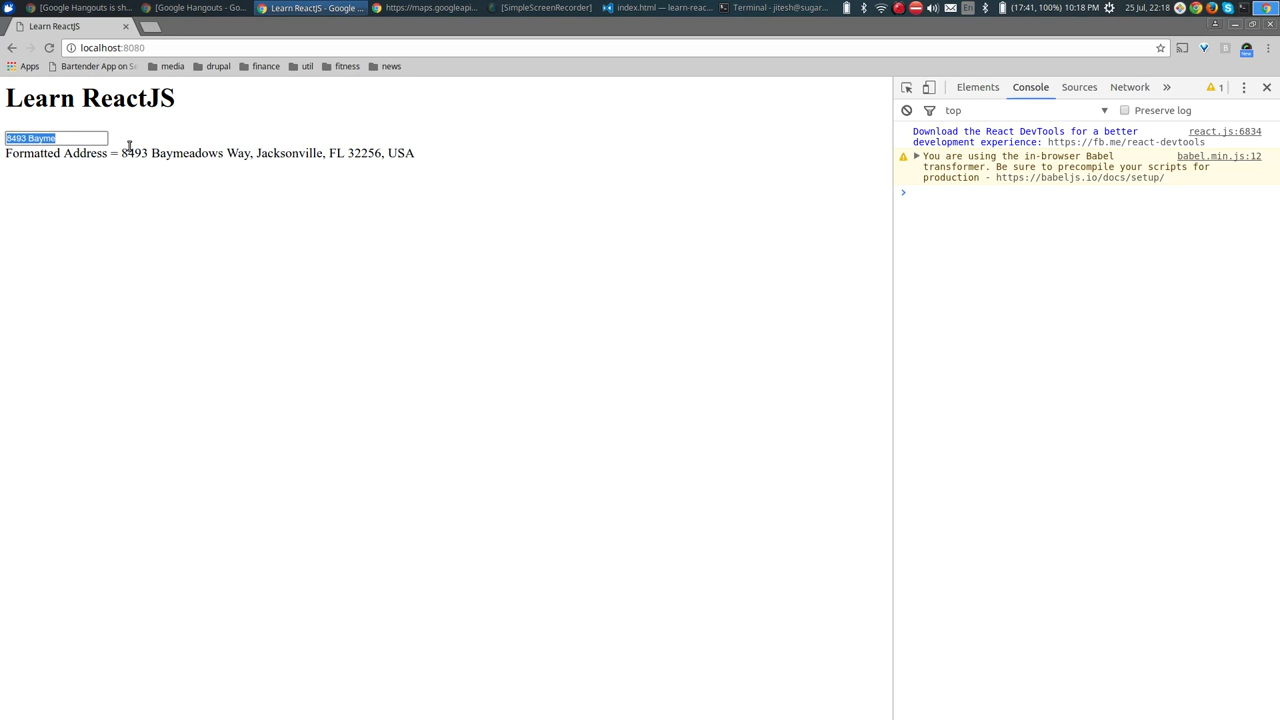 [Google Hangouts is sh...
[Google Hangouts - Go...
Learn ReactJS - Google ...
https://maps.googleapi...
[SimpleScreenRecorder]
index.html — learn-reac...
Terminal - jitesh@sugar...
En
(17:41, 100%) 10:18 PM
25 Jul, 22:18
Learn ReactJS
localhost:8080
Apps
Bartender App on Se
media
drupal
finance
util
fitness
news
Learn ReactJS
8493 Bayme
Formatted Address = 8493 Baymeadows Way, Jacksonville, FL 32256, USA
Elements
Console
Sources
Network
»
1
top
Preserve log
Download the React DevTools for a better react.js:6834
development experience: https://fb.me/react-devtools
You are using the in-browser Babel babel.min.js:12
transformer. Be sure to precompile your scripts for
production - https://babeljs.io/docs/setup/
>